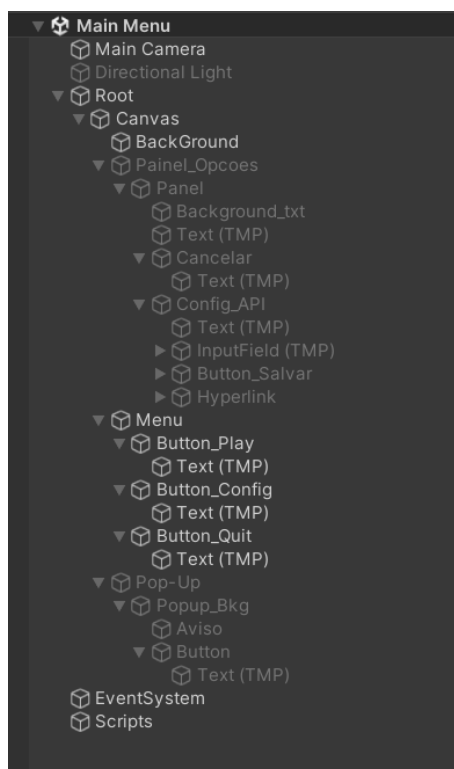 Main Menu
Main Camera
Directional Light
Root
Canvas
BackGround
Painel_Opcoes
Panel
Background_txt
Text (TMP)
Cancelar
Text (TMP)
Config_API
Text (TMP)
InputField (TMP)
Button_Salvar
Hyperlink
Menu
Button_Play
Text (TMP)
Button_Config
Text (TMP)
Button_Quit
Text (TMP)
Pop-Up
Popup_Bkg
Aviso
Button
Text (TMP)
EventSystem
Scripts